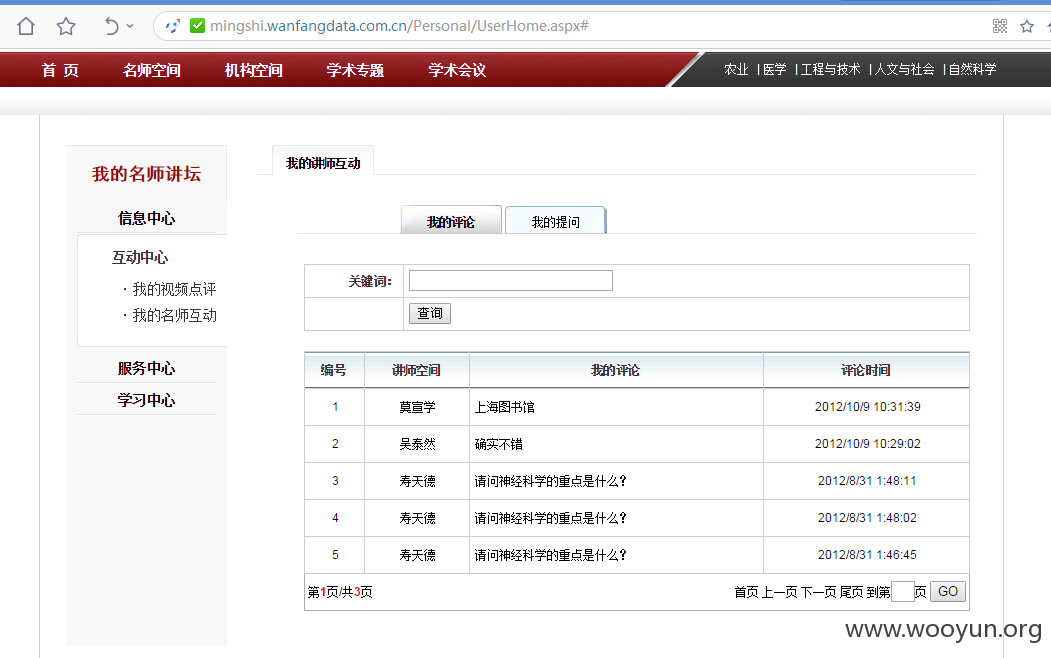 mingshi.wanfangdata.com.cn/Personal/UserHome.aspx#
首 页 名师空间 机构空间 学术专题 学术会议 农业 | 医学 | 工程与技术 | 人文与社会 | 自然科学
我的名师讲坛
信息中心
互动中心
· 我的视频点评
· 我的名师互动
服务中心
学习中心
我的讲师互动
我的评论 我的提问
关键词：
查询
编号 讲师空间 我的评论 评论时间
1 莫宣学 上海图书馆 2012/10/9 10:31:39
2 吴泰然 确实不错 2012/10/9 10:29:02
3 寿天德 请问神经科学的重点是什么？ 2012/8/31 1:48:11
4 寿天德 请问神经科学的重点是什么？ 2012/8/31 1:48:02
5 寿天德 请问神经科学的重点是什么？ 2012/8/31 1:46:45
第1页/共3页 首页 上一页 下一页 尾页 到第 页 GO
www.wooyun.org